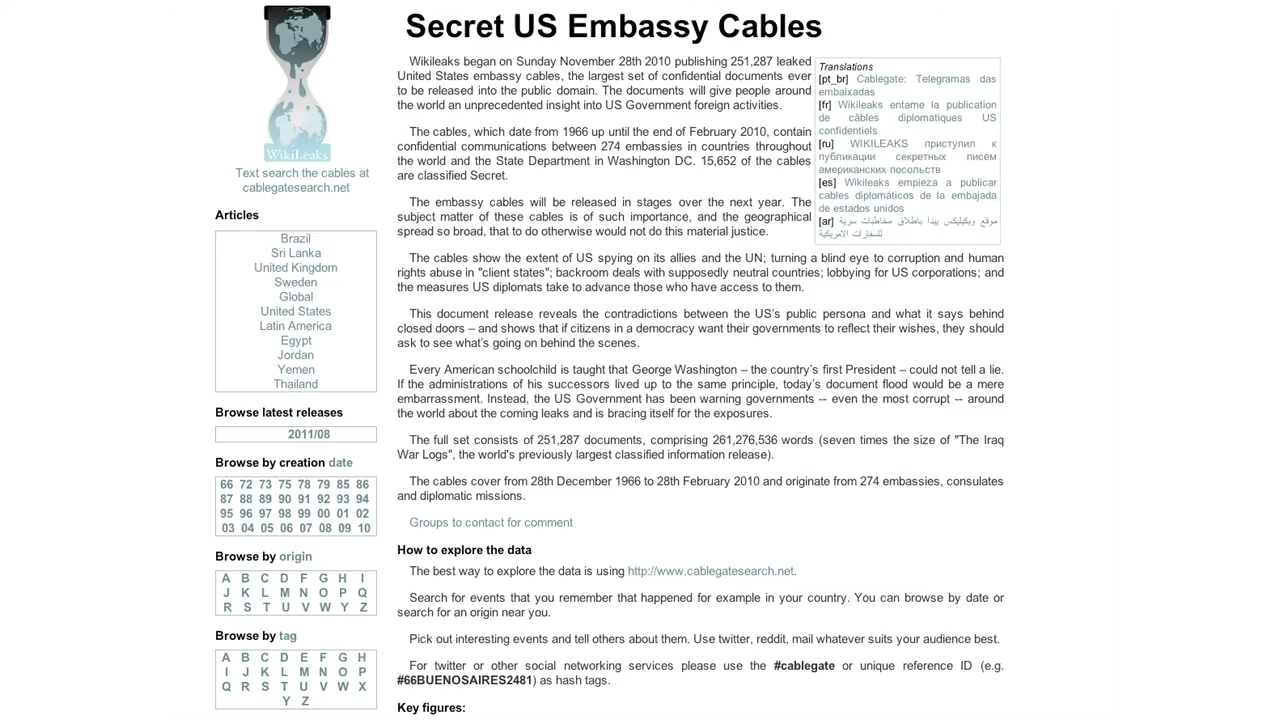 WikiLeaks
Text search the cables at
cablegatesearch.net
Articles
Brazil
Sri Lanka
United Kingdom
Sweden
Global
United States
Latin America
Egypt
Jordan
Yemen
Thailand
Browse latest releases
2011/08
Browse by creation date
66 72 73 75 78 79 85 86
87 88 89 90 91 92 93 94
95 96 97 98 99 00 01 02
03 04 05 06 07 08 09 10
Browse by origin
A B C D F G H I
J K L M N O P Q
R S T U V W Y Z
Browse by tag
A B C D E F G H
I J K L M N O P
Q R S T U V W X
Y Z
Secret US Embassy Cables
Wikileaks began on Sunday November 28th 2010 publishing 251,287 leaked
United States embassy cables, the largest set of confidential documents ever
to be released into the public domain. The documents will give people around
the world an unprecedented insight into US Government foreign activities.
The cables, which date from 1966 up until the end of February 2010, contain
confidential communications between 274 embassies in countries throughout
the world and the State Department in Washington DC. 15,652 of the cables
are classified Secret.
The embassy cables will be released in stages over the next year. The
subject matter of these cables is of such importance, and the geographical
spread so broad, that to do otherwise would not do this material justice.
Translations
[pt_br] Cablegate: Telegramas das
embaixadas
[fr] Wikileaks entame la publication
de câbles diplomatiques US
confidentiels
[ru] WIKILEAKS приступил к
публикации секретных писем
американских посольств
[es] Wikileaks empieza a publicar
cables diplomáticos de la embajada
de estados unidos
[ar] موقع ويكيليكس يبدأ باطلاق مخاطبات سرية
للسفارات الامريكية
The cables show the extent of US spying on its allies and the UN; turning a blind eye to corruption and human
rights abuse in "client states"; backroom deals with supposedly neutral countries; lobbying for US corporations; and
the measures US diplomats take to advance those who have access to them.
This document release reveals the contradictions between the US’s public persona and what it says behind
closed doors – and shows that if citizens in a democracy want their governments to reflect their wishes, they should
ask to see what’s going on behind the scenes.
Every American schoolchild is taught that George Washington – the country’s first President – could not tell a lie.
If the administrations of his successors lived up to the same principle, today’s document flood would be a mere
embarrassment. Instead, the US Government has been warning governments -- even the most corrupt -- around
the world about the coming leaks and is bracing itself for the exposures.
The full set consists of 251,287 documents, comprising 261,276,536 words (seven times the size of "The Iraq
War Logs", the world's previously largest classified information release).
The cables cover from 28th December 1966 to 28th February 2010 and originate from 274 embassies, consulates
and diplomatic missions.
Groups to contact for comment
How to explore the data
The best way to explore the data is using http://www.cablegatesearch.net.
Search for events that you remember that happened for example in your country. You can browse by date or
search for an origin near you.
Pick out interesting events and tell others about them. Use twitter, reddit, mail whatever suits your audience best.
For twitter or other social networking services please use the #cablegate or unique reference ID (e.g.
#66BUENOSAIRES2481) as hash tags.
Key figures: